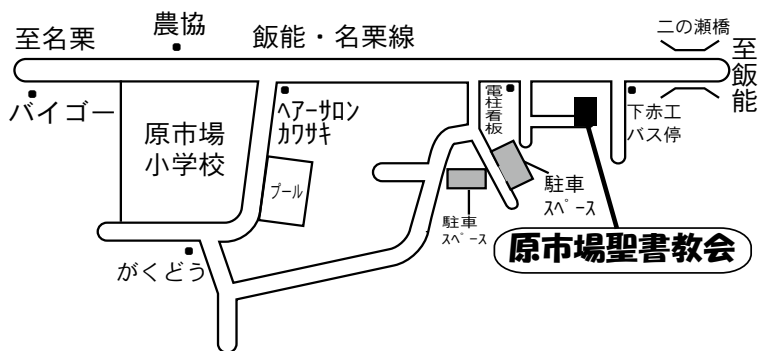 至名栗
農協
飯能・名栗線
二の瀬橋
至飯能
バイゴー
原市場
小学校
ヘアーサロン
カワサキ
電柱看板
下赤工
バス停
プール
駐車
スペース
駐車
スペース
がくどう
原市場聖書教会